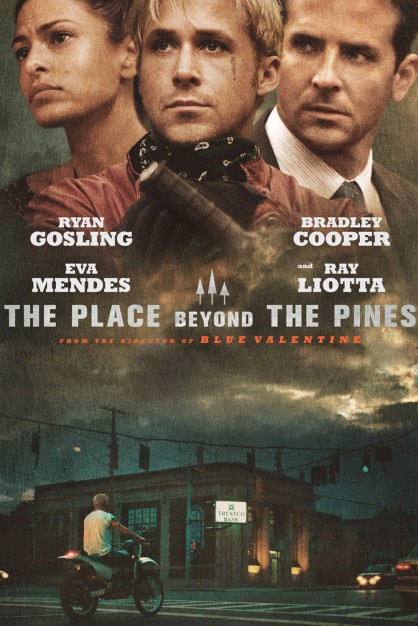 RYAN
GOSLING
BRADLEY
COOPER
EVA
MENDES
and RAY
LIOTTA
THE PLACE BEYOND THE PINES
FROM THE DIRECTOR OF BLUE VALENTINE
TRUSTCO
BANK